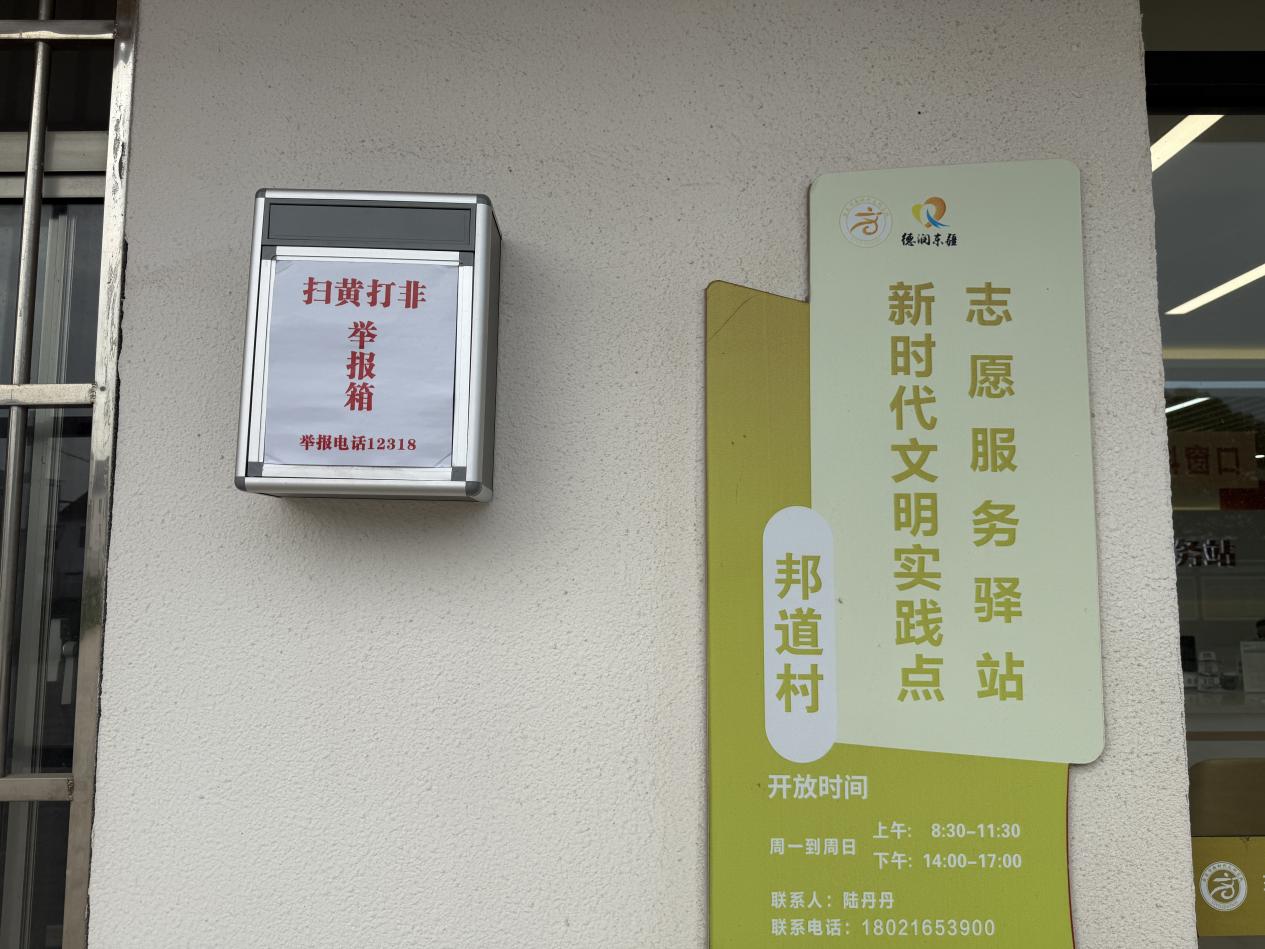 扫黄打非
举报箱
举报电话12318
德润东疆
志愿服务驿站
新时代文明实践点
邦道村
开放时间
周一到周日
上午: 8:30-11:30
下午: 14:00-17:00
联系人: 陆丹丹
联系电话: 18021653900
窗口
务站